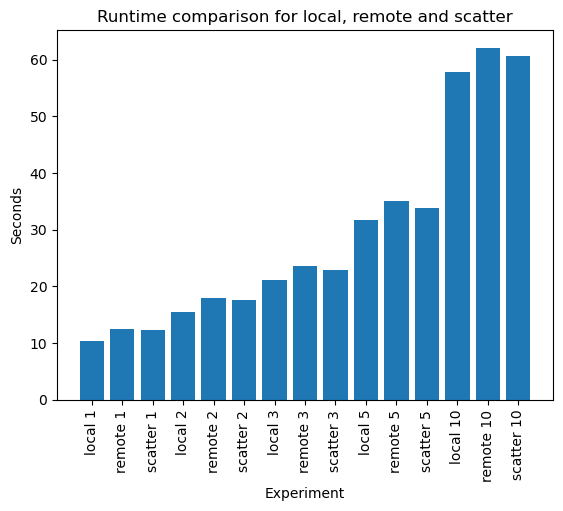 Runtime comparison for local, remote and scatter
Seconds
60
50
40
30
20
10
0
local 1
remote 1
scatter 1
local 2
remote 2
scatter 2
local 3
remote 3
scatter 3
local 5
remote 5
scatter 5
local 10
remote 10
scatter 10
Experiment